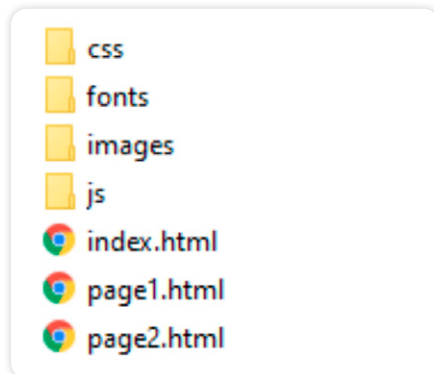 css
fonts
images
js
index.html
page1.html
page2.html